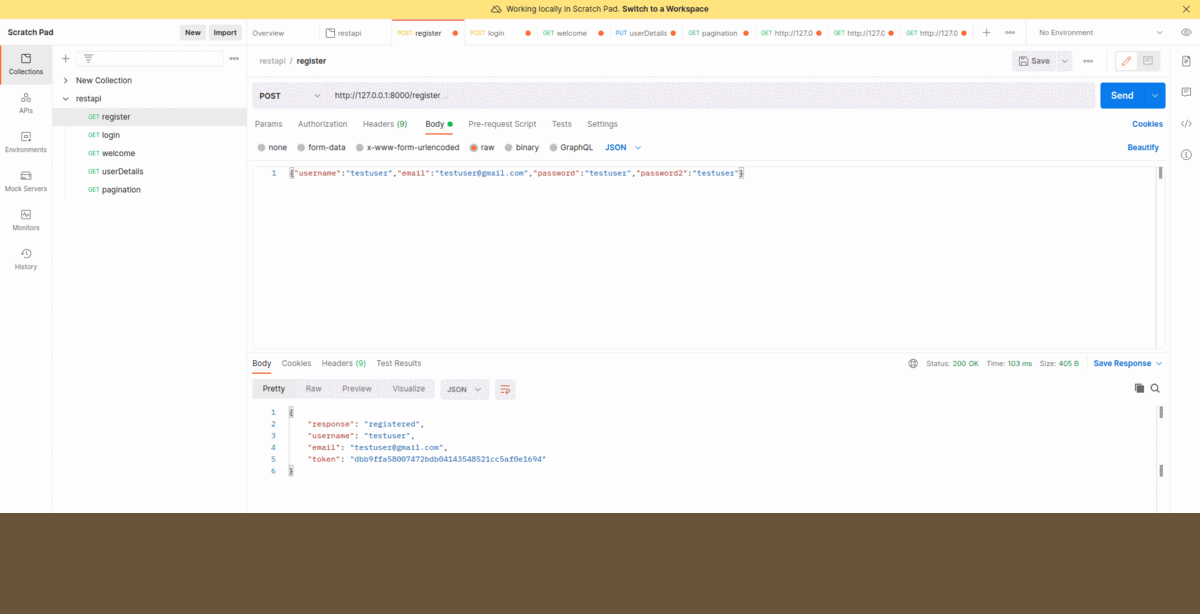 Working locally in Scratch Pad. Switch to a Workspace
Scratch Pad
New
Import
Overview
restapi
POST register
POST login
GET welcome
PUT userDetails
GET pagination
GET http://127.0
GET http://127.0
GET http://127.0
No Environment
Collections
APIs
Environments
Mock Servers
Monitors
History
New Collection
restapi
GET register
GET login
GET welcome
GET userDetails
GET pagination
restapi / register
Save
POST
http://127.0.0.1:8000/register
Send
Params
Authorization
Headers (9)
Body
Pre-request Script
Tests
Settings
Cookies
none
form-data
x-www-form-urlencoded
raw
binary
GraphQL
JSON
Beautify
1 {"username":"testuser","email":"testuser@gmail.com","password":"testuser","password2":"testuser"}
Body
Cookies
Headers (9)
Test Results
Status: 200 OK
Time: 103 ms
Size: 405 B
Save Response
Pretty
Raw
Preview
Visualize
JSON
1 {
2 "response": "registered",
3 "username": "testuser",
4 "email": "testuser@gmail.com",
5 "token": "dbb9ffa58007472bdb04143548521cc5af0e1694"
6 }